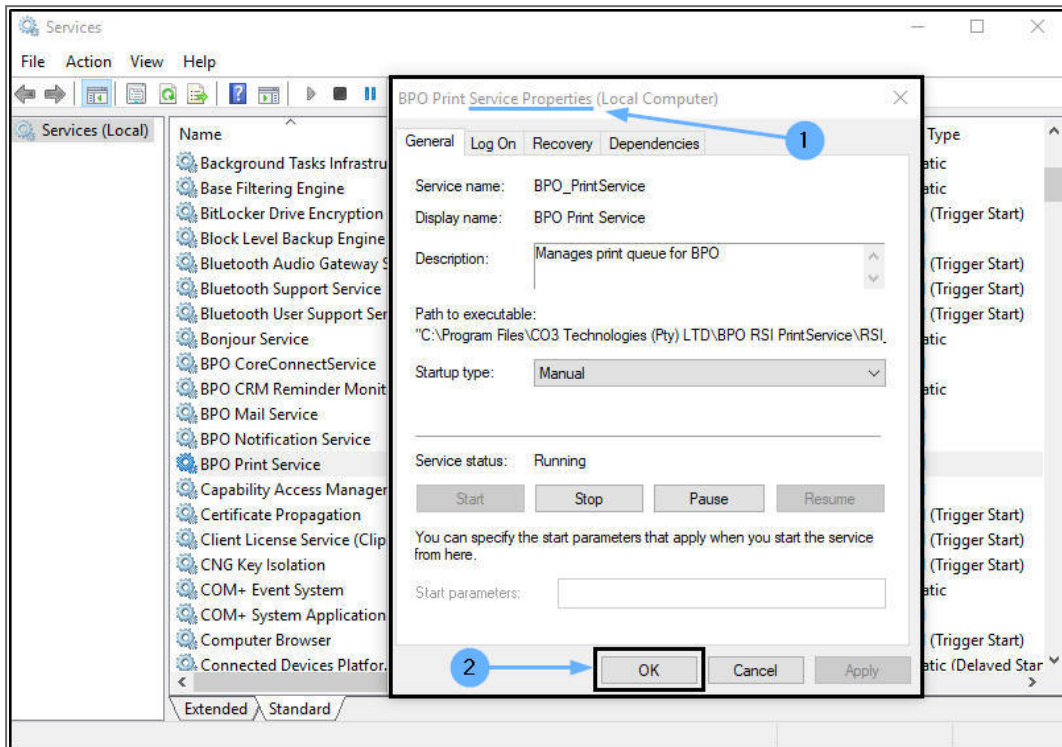 Services
File Action View Help
Services (Local)
Name
Type
Background Tasks Infrastru
atic
Base Filtering Engine
atic
BitLocker Drive Encryption
(Trigger Start)
Block Level Backup Engine
Bluetooth Audio Gateway S
(Trigger Start)
Bluetooth Support Service
(Trigger Start)
Bluetooth User Support Ser
(Trigger Start)
Bonjour Service
atic
BPO CoreConnectService
BPO CRM Reminder Monit
atic
BPO Mail Service
BPO Notification Service
BPO Print Service
Capability Access Manager
Certificate Propagation
(Trigger Start)
Client License Service (Clip
(Trigger Start)
CNG Key Isolation
(Trigger Start)
COM+ Event System
atic
COM+ System Application
Computer Browser
(Trigger Start)
Connected Devices Platfor.
atic (Delayed Star
Extended Standard
BPO Print Service Properties (Local Computer)
1
General Log On Recovery Dependencies
Service name: BPO_PrintService
Display name: BPO Print Service
Description: Manages print queue for BPO
Path to executable:
"C:\Program Files\CO3 Technologies (Pty) LTD\BPO RSI PrintService\RSI_
Startup type: Manual
Service status: Running
Start Stop Pause Resume
You can specify the start parameters that apply when you start the service
from here.
Start parameters:
2
OK Cancel Apply